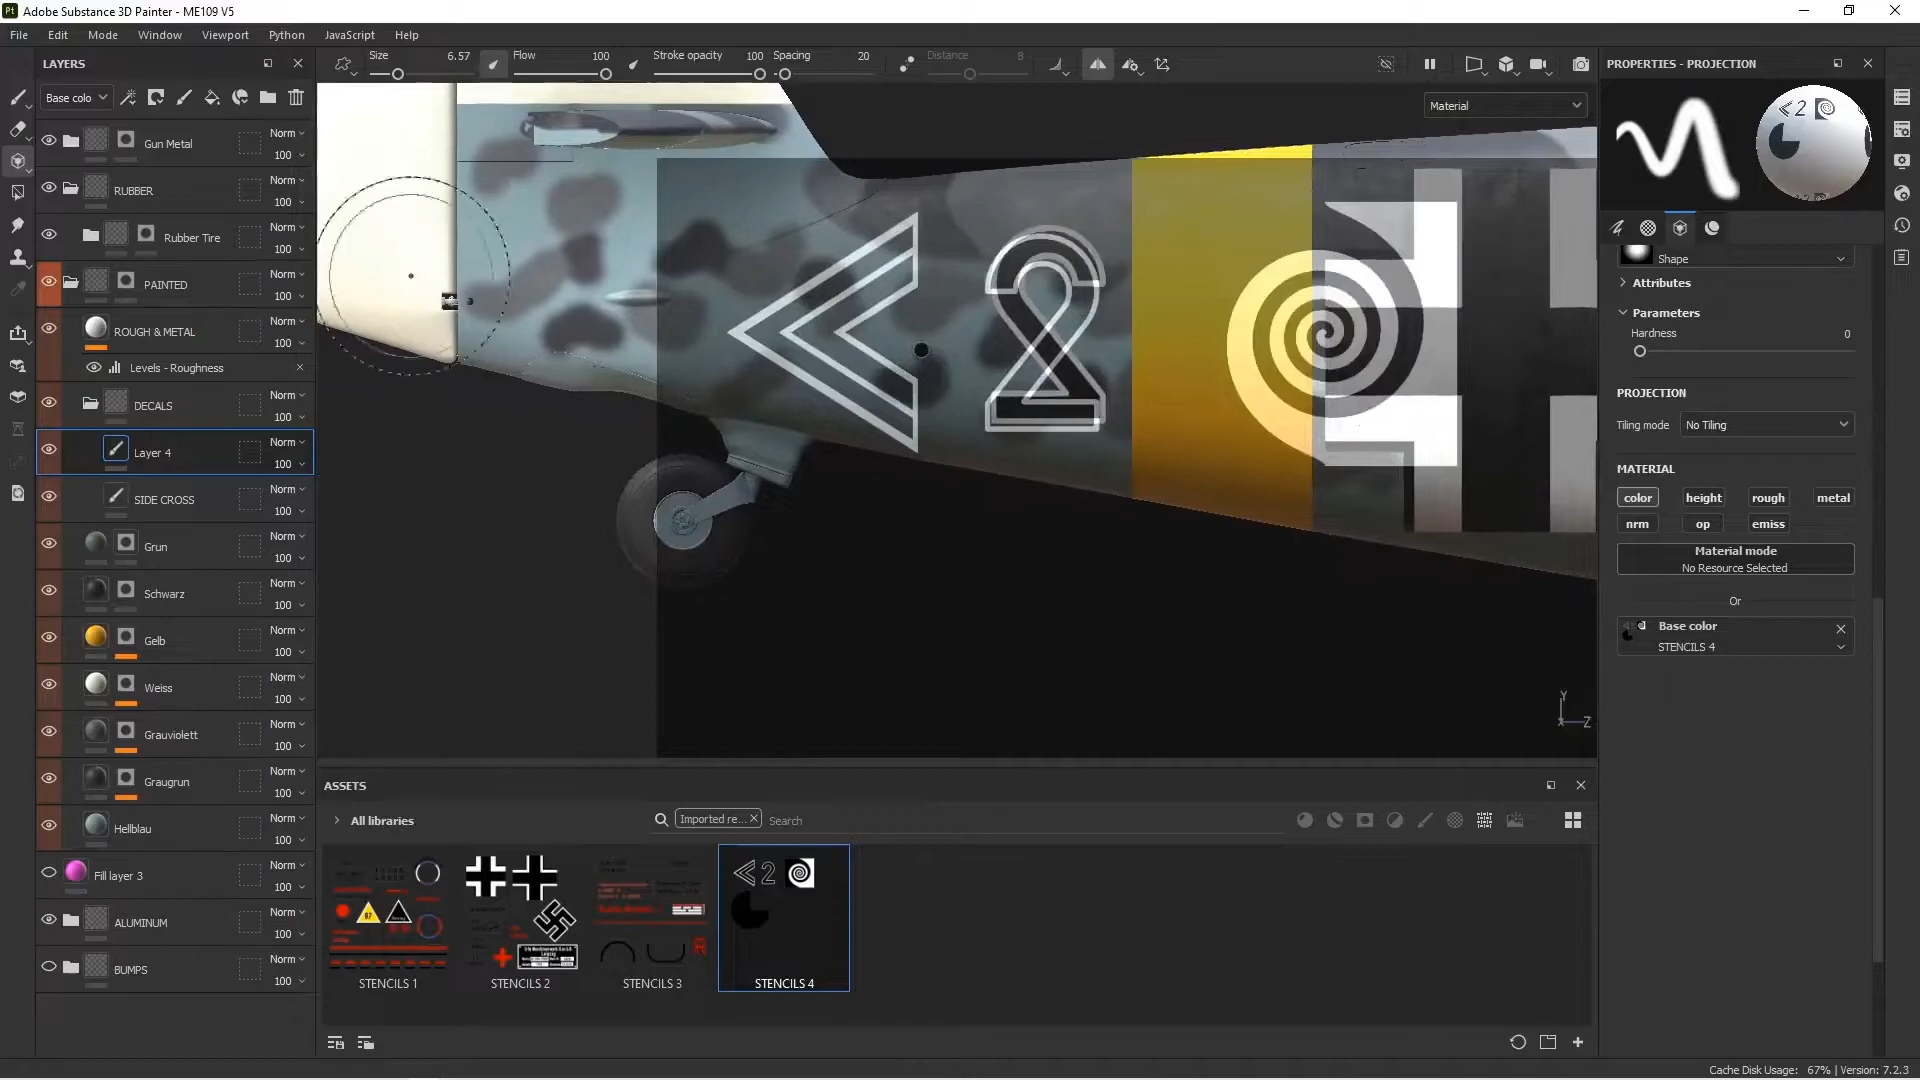 Adobe Substance 3D Painter - ME109 V5
File Edit Mode Window Viewport Python JavaScript Help
LAYERS
Size 6.57 Flow 100 Stroke opacity 100 Spacing 20 Distance 8
PROPERTIES - PROJECTION
Base colo
Material
Gun Metal Norm 100
RUBBER Norm 100
Rubber Tire Norm 100
PAINTED Norm 100
ROUGH & METAL Norm 100
Levels - Roughness
DECALS Norm 100
Layer 4 Norm 100
SIDE CROSS Norm 100
Grun Norm 100
Schwarz Norm 100
Gelb Norm 100
Weiss Norm 100
Grauviolett Norm 100
Graugrun Norm 100
Hellblau Norm 100
Fill layer 3 Norm 100
ALUMINUM Norm 100
BUMPS Norm 100
2
Y
Z
Shape
Attributes
Parameters
Hardness 0
PROJECTION
Tiling mode No Tiling
MATERIAL
color height rough metal
nrm op emiss
Material mode
No Resource Selected
Or
Base color
STENCILS 4
ASSETS
All libraries
Imported re... Search
STENCILS 1 STENCILS 2 STENCILS 3 STENCILS 4
Cache Disk Usage: 67% | Version: 7.2.3